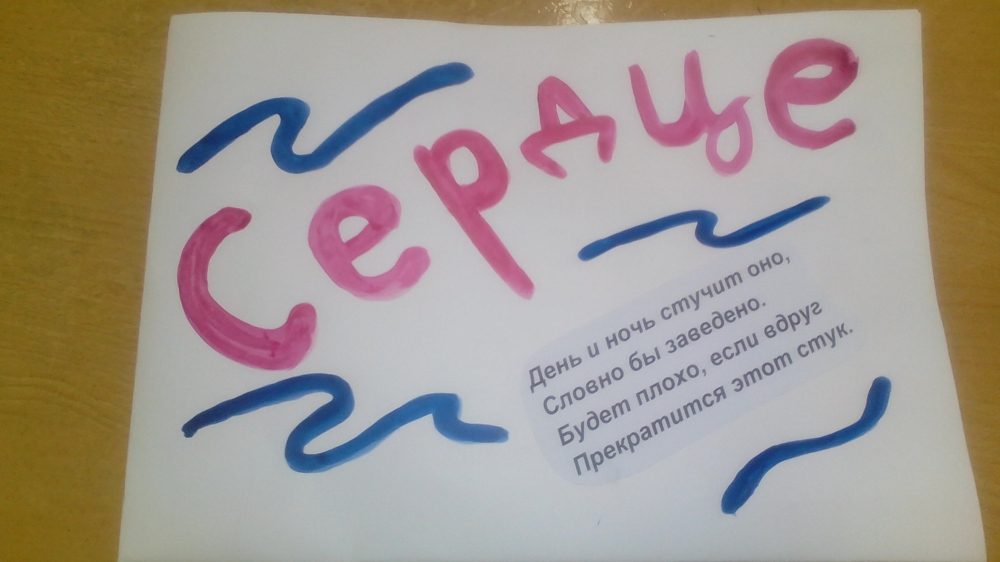 Сердце
День и ночь стучит оно,
Словно бы заведено.
Будет плохо, если вдруг
Прекратится этот стук.